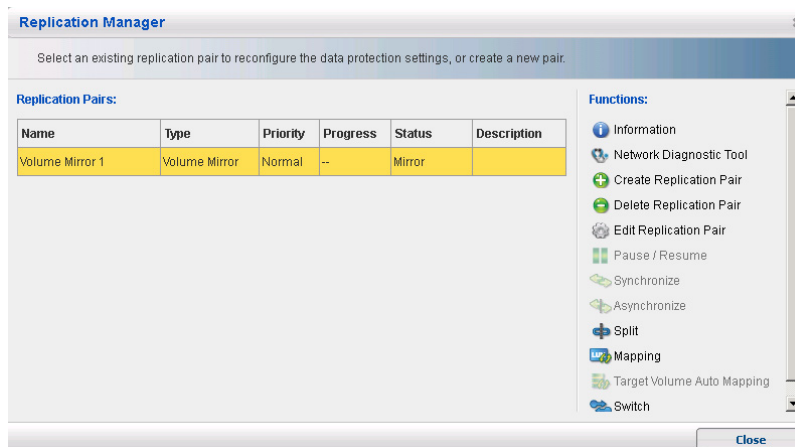 Replication Manager
Select an existing replication pair to reconfigure the data protection settings, or create a new pair.
Replication Pairs:
Name Type Priority Progress Status Description
Volume Mirror 1 Volume Mirror Normal -- Mirror
Functions:
Information
Network Diagnostic Tool
Create Replication Pair
Delete Replication Pair
Edit Replication Pair
Pause / Resume
Synchronize
Asynchronize
Split
Mapping
Target Volume Auto Mapping
Switch
Close